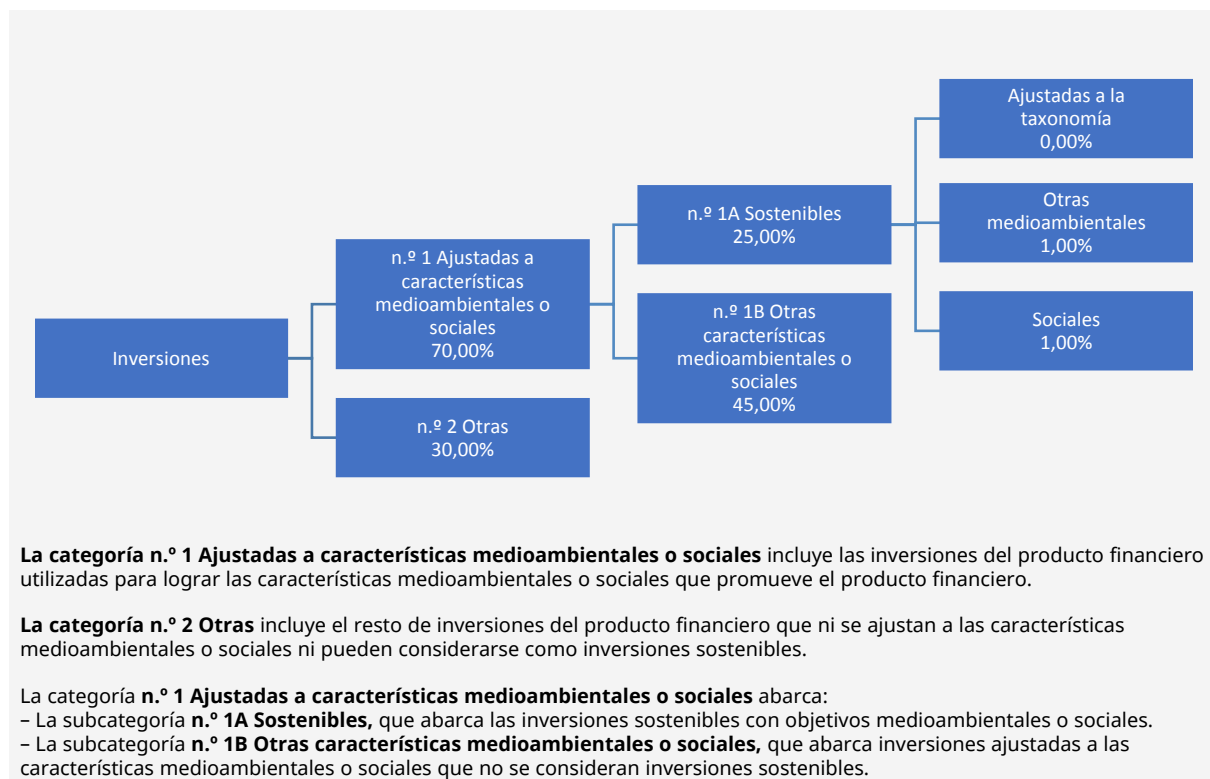 Inversiones
n.º 1 Ajustadas a
características
medioambientales o
sociales
70,00%
n.º 2 Otras
30,00%
n.º 1A Sostenibles
25,00%
n.º 1B Otras
características
medioambientales o
sociales
45,00%
Ajustadas a la
taxonomía
0,00%
Otras
medioambientales
1,00%
Sociales
1,00%
La categoría n.º 1 Ajustadas a características medioambientales o sociales incluye las inversiones del producto financiero
utilizadas para lograr las características medioambientales o sociales que promueve el producto financiero.
La categoría n.º 2 Otras incluye el resto de inversiones del producto financiero que ni se ajustan a las características
medioambientales o sociales ni pueden considerarse como inversiones sostenibles.
La categoría n.º 1 Ajustadas a características medioambientales o sociales abarca:
– La subcategoría n.º 1A Sostenibles, que abarca las inversiones sostenibles con objetivos medioambientales o sociales.
– La subcategoría n.º 1B Otras características medioambientales o sociales, que abarca inversiones ajustadas a las
características medioambientales o sociales que no se consideran inversiones sostenibles.